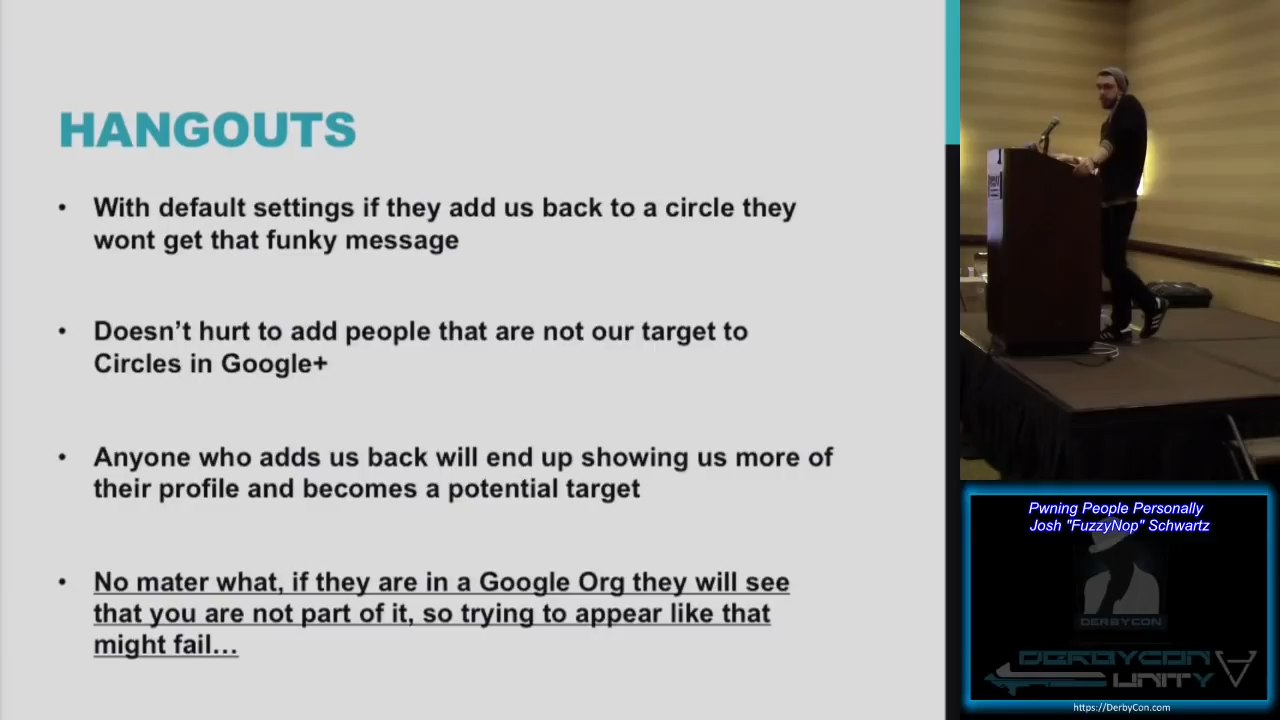 HANGOUTS
• With default settings if they add us back to a circle they
wont get that funky message
• Doesn't hurt to add people that are not our target to
Circles in Google+
• Anyone who adds us back will end up showing us more of
their profile and becomes a potential target
• No mater what, if they are in a Google Org they will see
that you are not part of it, so trying to appear like that
might fail...
Pwning People Personally
Josh "FuzzyNop" Schwartz
DERBYCON
DERBYCON
UNITY
https://DerbyCon.com